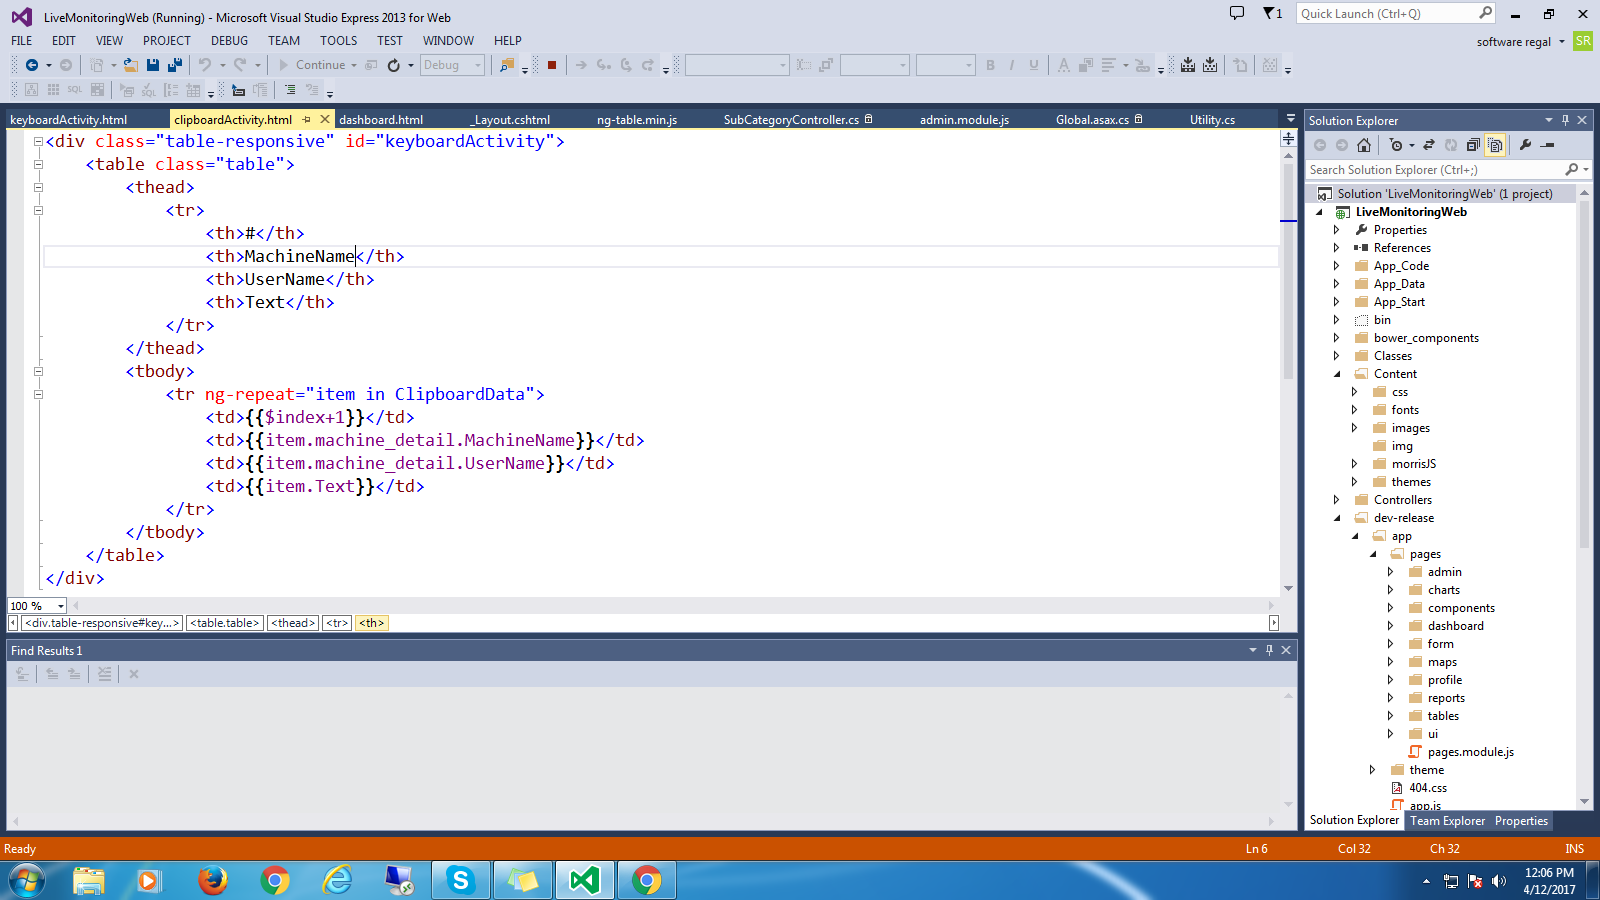 LiveMonitoringWeb (Running) - Microsoft Visual Studio Express 2013 for Web
1
Quick Launch (Ctrl+Q)
FILE EDIT VIEW PROJECT DEBUG TEAM TOOLS TEST WINDOW HELP
software regal SR
Continue Debug
B I U A
SQL SQL
keyboardActivity.html clipboardActivity.html dashboard.html _Layout.cshtml ng-table.min.js SubCategoryController.cs admin.module.js Global.asax.cs Utility.cs
<div class="table-responsive" id="keyboardActivity">
<table class="table">
<thead>
<tr>
<th>#</th>
<th>MachineName</th>
<th>UserName</th>
<th>Text</th>
</tr>
</thead>
<tbody>
<tr ng-repeat="item in ClipboardData">
<td>{{$index+1}}</td>
<td>{{item.machine_detail.MachineName}}</td>
<td>{{item.machine_detail.UserName}}</td>
<td>{{item.Text}}</td>
</tr>
</tbody>
</table>
</div>
100 %
<div.table-responsive#key...> <table.table> <thead> <tr> <th>
Find Results 1
Solution Explorer
Search Solution Explorer (Ctrl+;)
Solution 'LiveMonitoringWeb' (1 project)
LiveMonitoringWeb
Properties
References
App_Code
App_Data
App_Start
bin
bower_components
Classes
Content
css
fonts
images
img
morrisJS
themes
Controllers
dev-release
app
pages
admin
charts
components
dashboard
form
maps
profile
reports
tables
ui
pages.module.js
theme
404.css
app.js
Solution Explorer Team Explorer Properties
Ready Ln 6 Col 32 Ch 32 INS
12:06 PM
4/12/2017